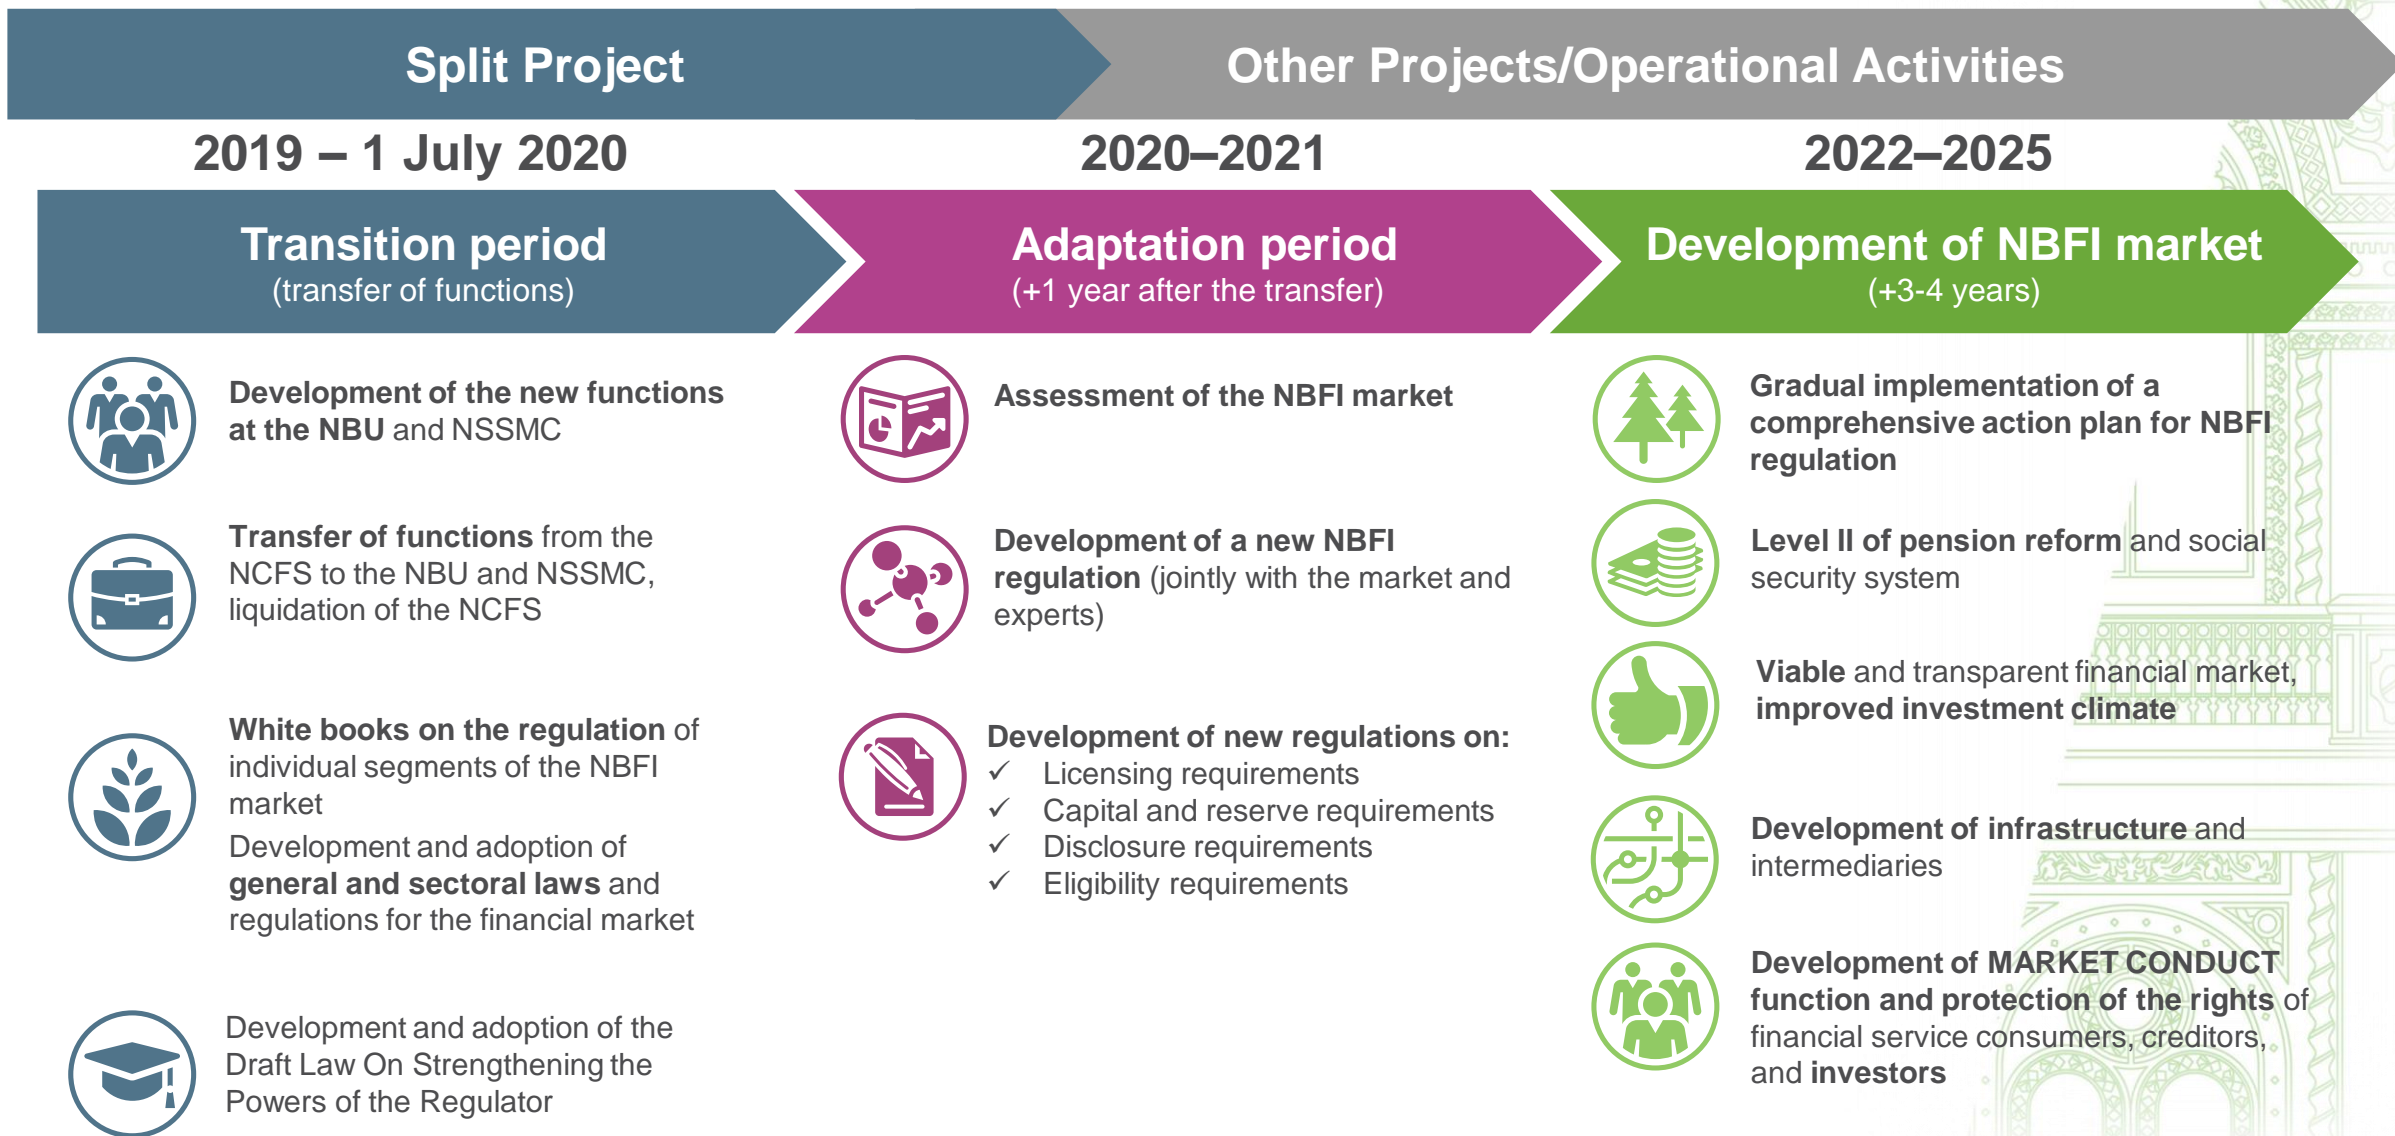 Split Project
Other Projects/Operational Activities
2019 – 1 July 2020
2020–2021
2022–2025
Transition period
(transfer of functions)
Adaptation period
(+1 year after the transfer)
Development of NBFI market
(+3-4 years)
Development of the new functions
at the NBU and NSSMC
Transfer of functions from the
NCFS to the NBU and NSSMC,
liquidation of the NCFS
White books on the regulation of
individual segments of the NBFI
market
Development and adoption of
general and sectoral laws and
regulations for the financial market
Development and adoption of the
Draft Law On Strengthening the
Powers of the Regulator
Assessment of the NBFI market
Development of a new NBFI
regulation (jointly with the market and
experts)
Development of new regulations on:
✓ Licensing requirements
✓ Capital and reserve requirements
✓ Disclosure requirements
✓ Eligibility requirements
Gradual implementation of a
comprehensive action plan for NBFI
regulation
Level II of pension reform and social
security system
Viable and transparent financial market,
improved investment climate
Development of infrastructure and
intermediaries
Development of MARKET CONDUCT
function and protection of the rights of
financial service consumers, creditors,
and investors